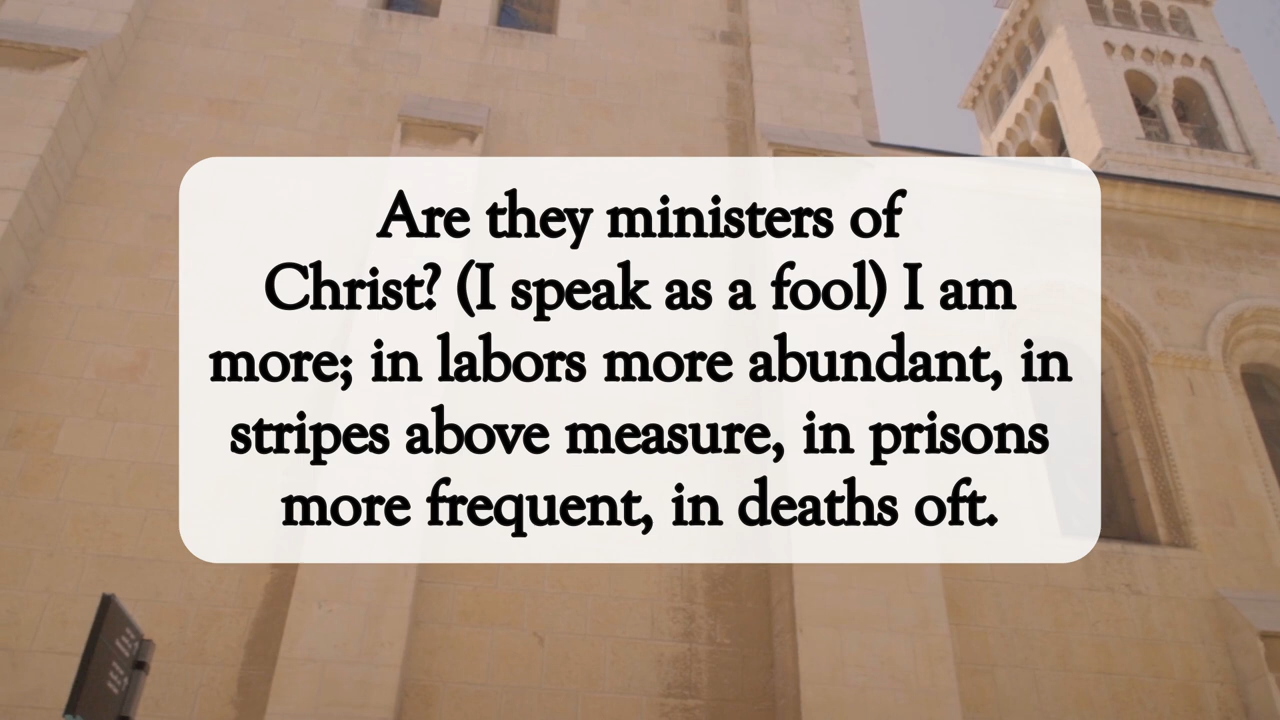 Are they ministers of
Christ? (I speak as a fool) I am
more; in labors more abundant, in
stripes above measure, in prisons
more frequent, in deaths oft.